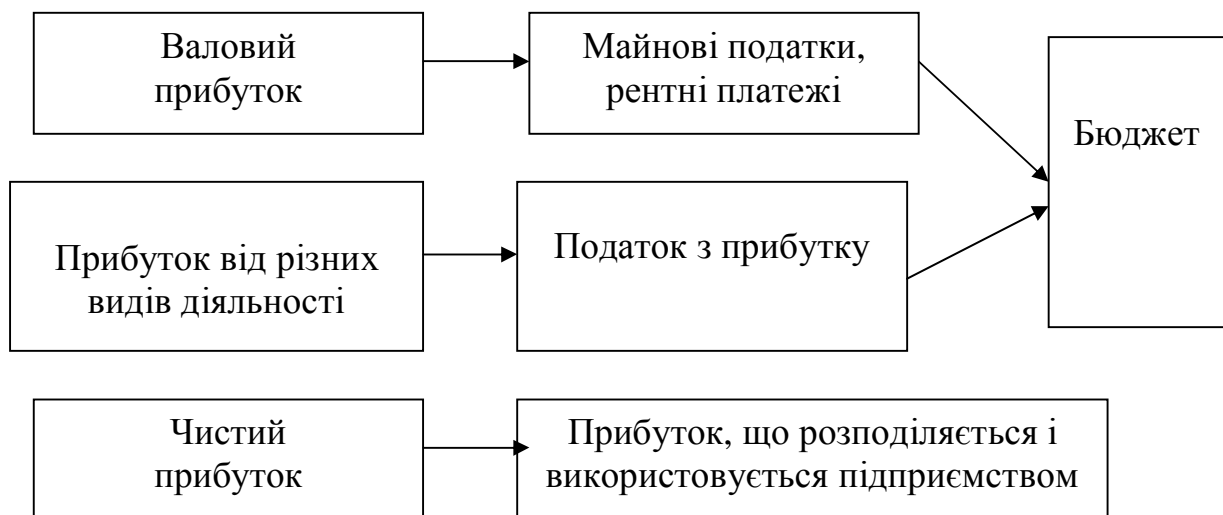 Валовий
прибуток
Майнові податки,
рентні платежі
Бюджет
Прибуток від різних
видів діяльності
Податок з прибутку
Чистий
прибуток
Прибуток, що розподіляється і
використовується підприємством